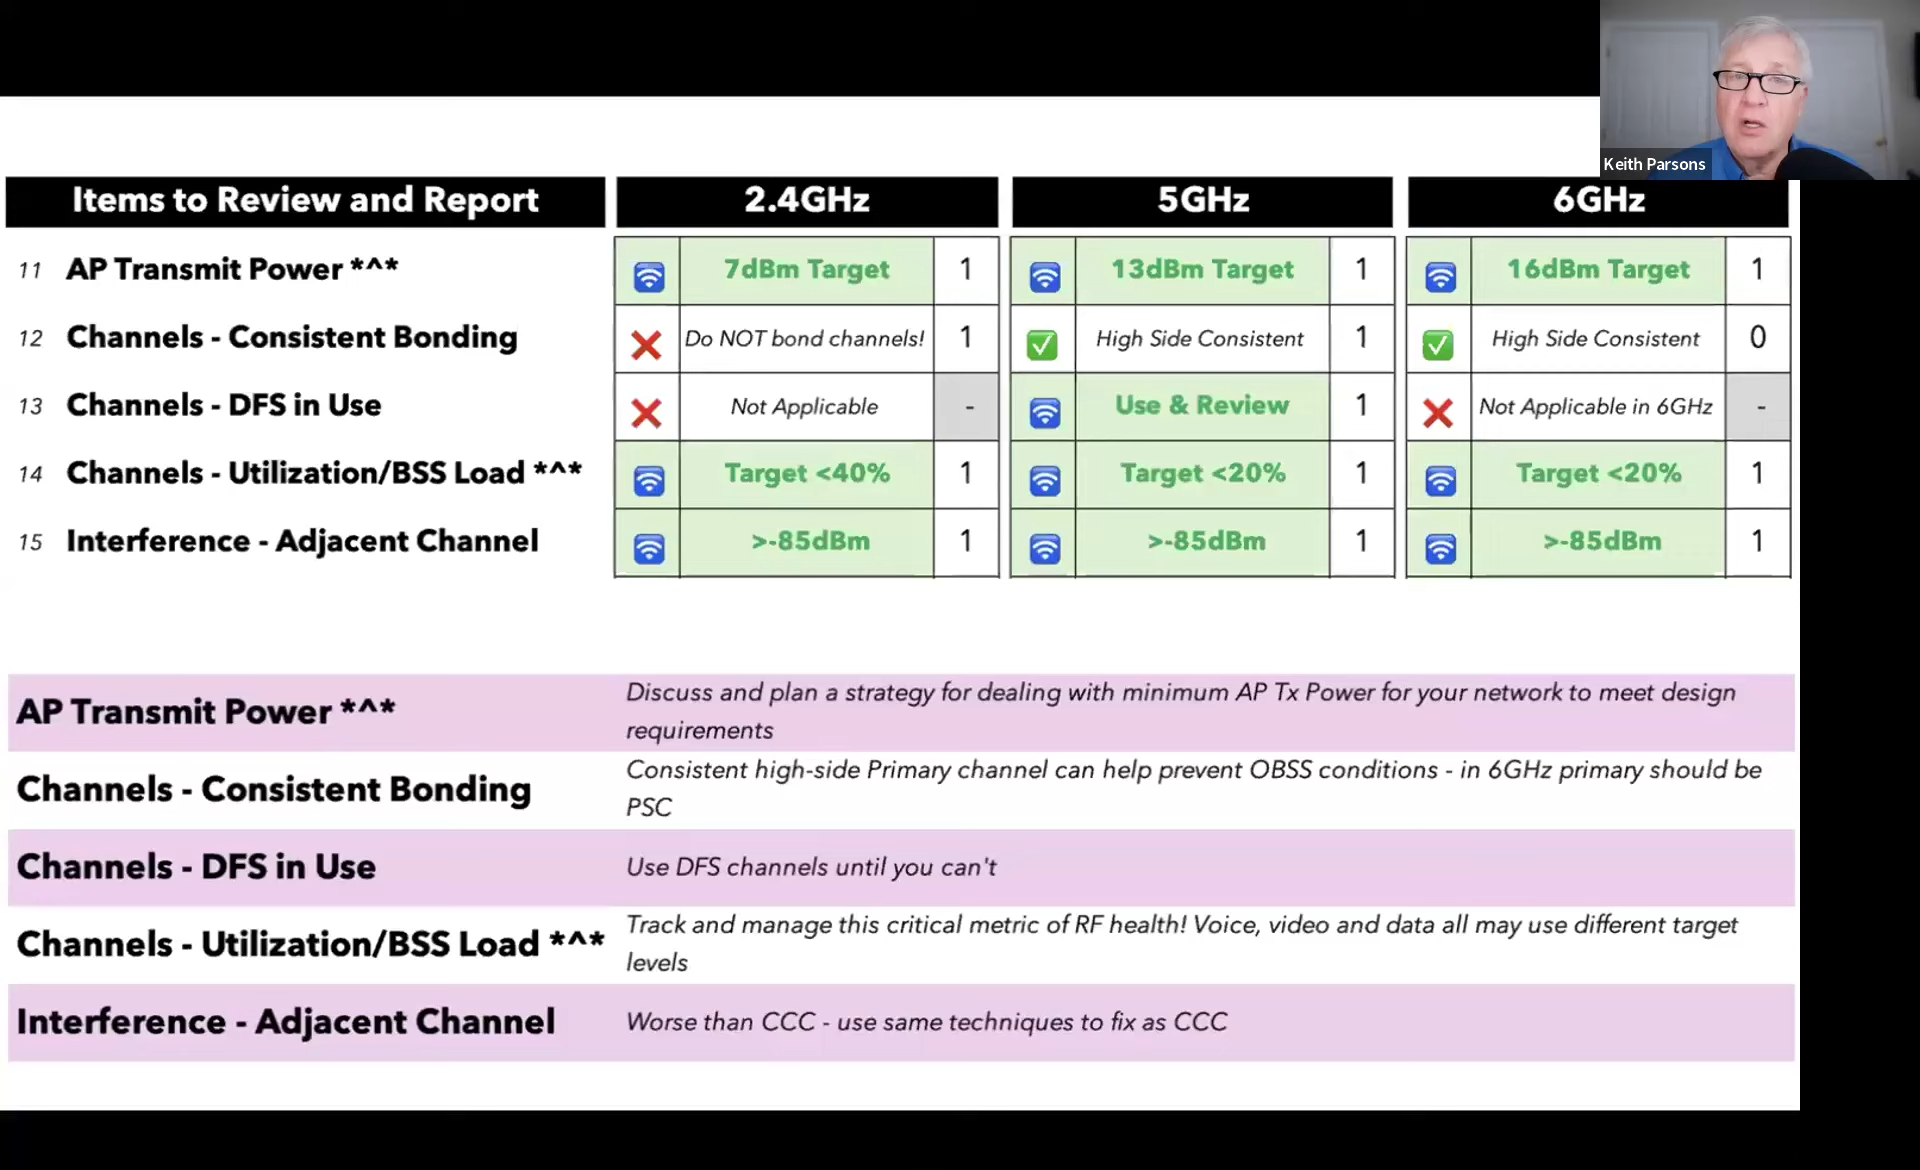 Keith Parsons
Items to Review and Report 2.4GHz 5GHz 6GHz
11 AP Transmit Power *^* 7dBm Target 1 13dBm Target 1 16dBm Target 1
12 Channels - Consistent Bonding Do NOT bond channels! 1 High Side Consistent 1 High Side Consistent 0
13 Channels - DFS in Use Not Applicable - Use & Review 1 Not Applicable in 6GHz -
14 Channels - Utilization/BSS Load *^* Target <40% 1 Target <20% 1 Target <20% 1
15 Interference - Adjacent Channel >-85dBm 1 >-85dBm 1 >-85dBm 1
AP Transmit Power *^*
Discuss and plan a strategy for dealing with minimum AP Tx Power for your network to meet design
requirements
Channels - Consistent Bonding
Consistent high-side Primary channel can help prevent OBSS conditions - in 6GHz primary should be
PSC
Channels - DFS in Use
Use DFS channels until you can't
Channels - Utilization/BSS Load *^*
Track and manage this critical metric of RF health! Voice, video and data all may use different target
levels
Interference - Adjacent Channel
Worse than CCC - use same techniques to fix as CCC